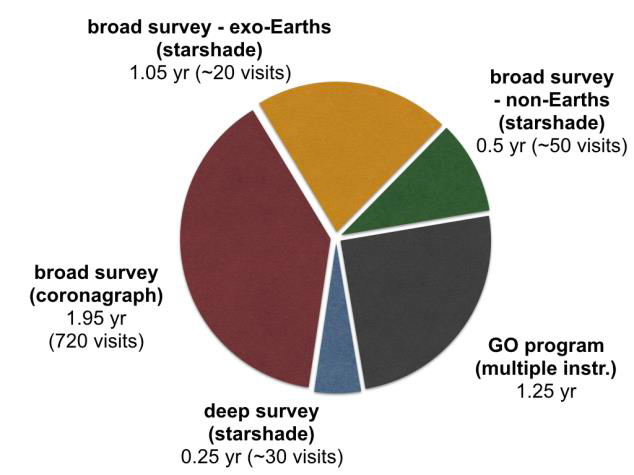 broad survey - exo-Earths
(starshade)
1.05 yr (~20 visits)
broad survey
- non-Earths
(starshade)
0.5 yr (~50 visits)
broad survey
(coronagraph)
1.95 yr
(720 visits)
GO program
(multiple instr.)
1.25 yr
deep survey
(starshade)
0.25 yr (~30 visits)